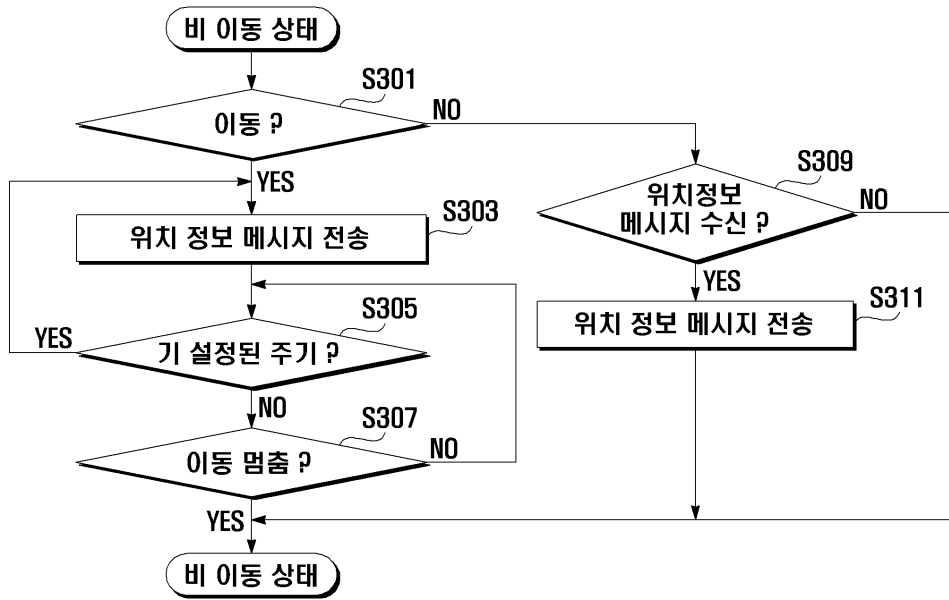 비 이동 상태
S301
이동 ?
NO
YES
S309
위치정보
메시지 수신 ?
NO
S303
위치 정보 메시지 전송
YES
S311
위치 정보 메시지 전송
S305
YES
기 설정된 주기 ?
NO
S307
이동 멈춤 ?
NO
YES
비 이동 상태